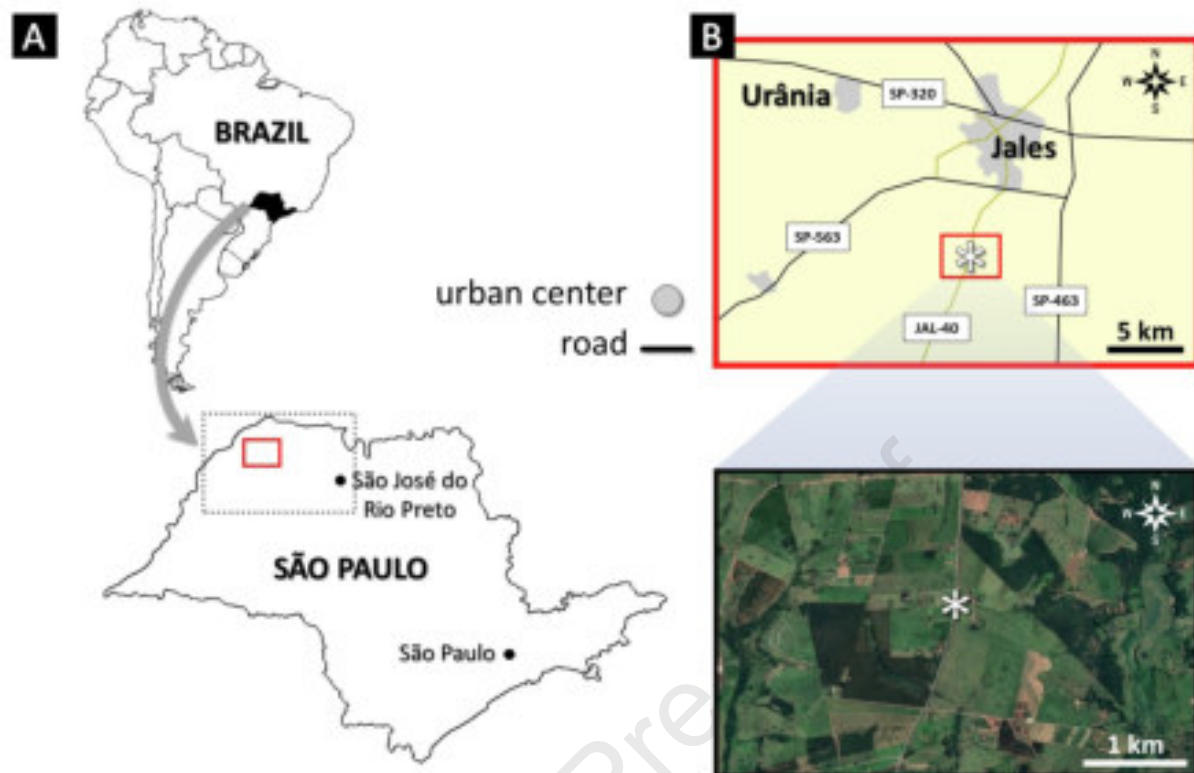 A
BRAZIL
urban center
road
São José do
Rio Preto
SÃO PAULO
São Paulo
B
N
W E
S
Urânia
SP-320
Jales
SP-563
SP-463
JAL-40
5 km
N
W E
S
1 km
Pre
f